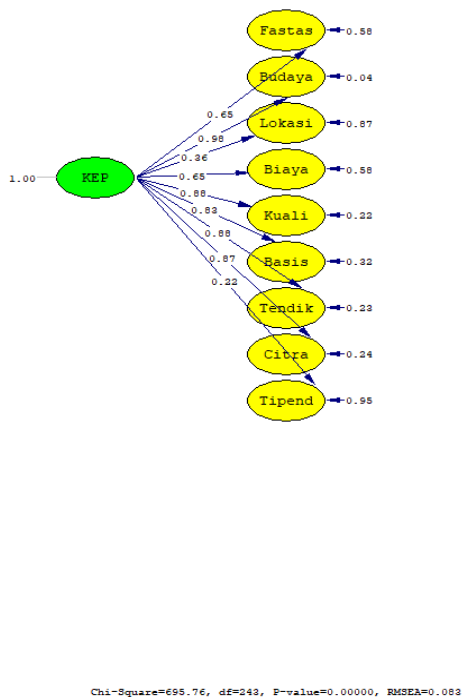 Fastas 0.58
Budaya 0.04
0.65
Lokasi 0.87
0.98
0.36
Biaya 0.58
1.00 KEP 0.65
0.88
Kuali 0.22
0.83
0.88
Basis 0.32
0.87
0.22
Tendik 0.23
Citra 0.24
Tipend 0.95
Chi-Square=695.76, df=243, P-value=0.00000, RMSEA=0.083